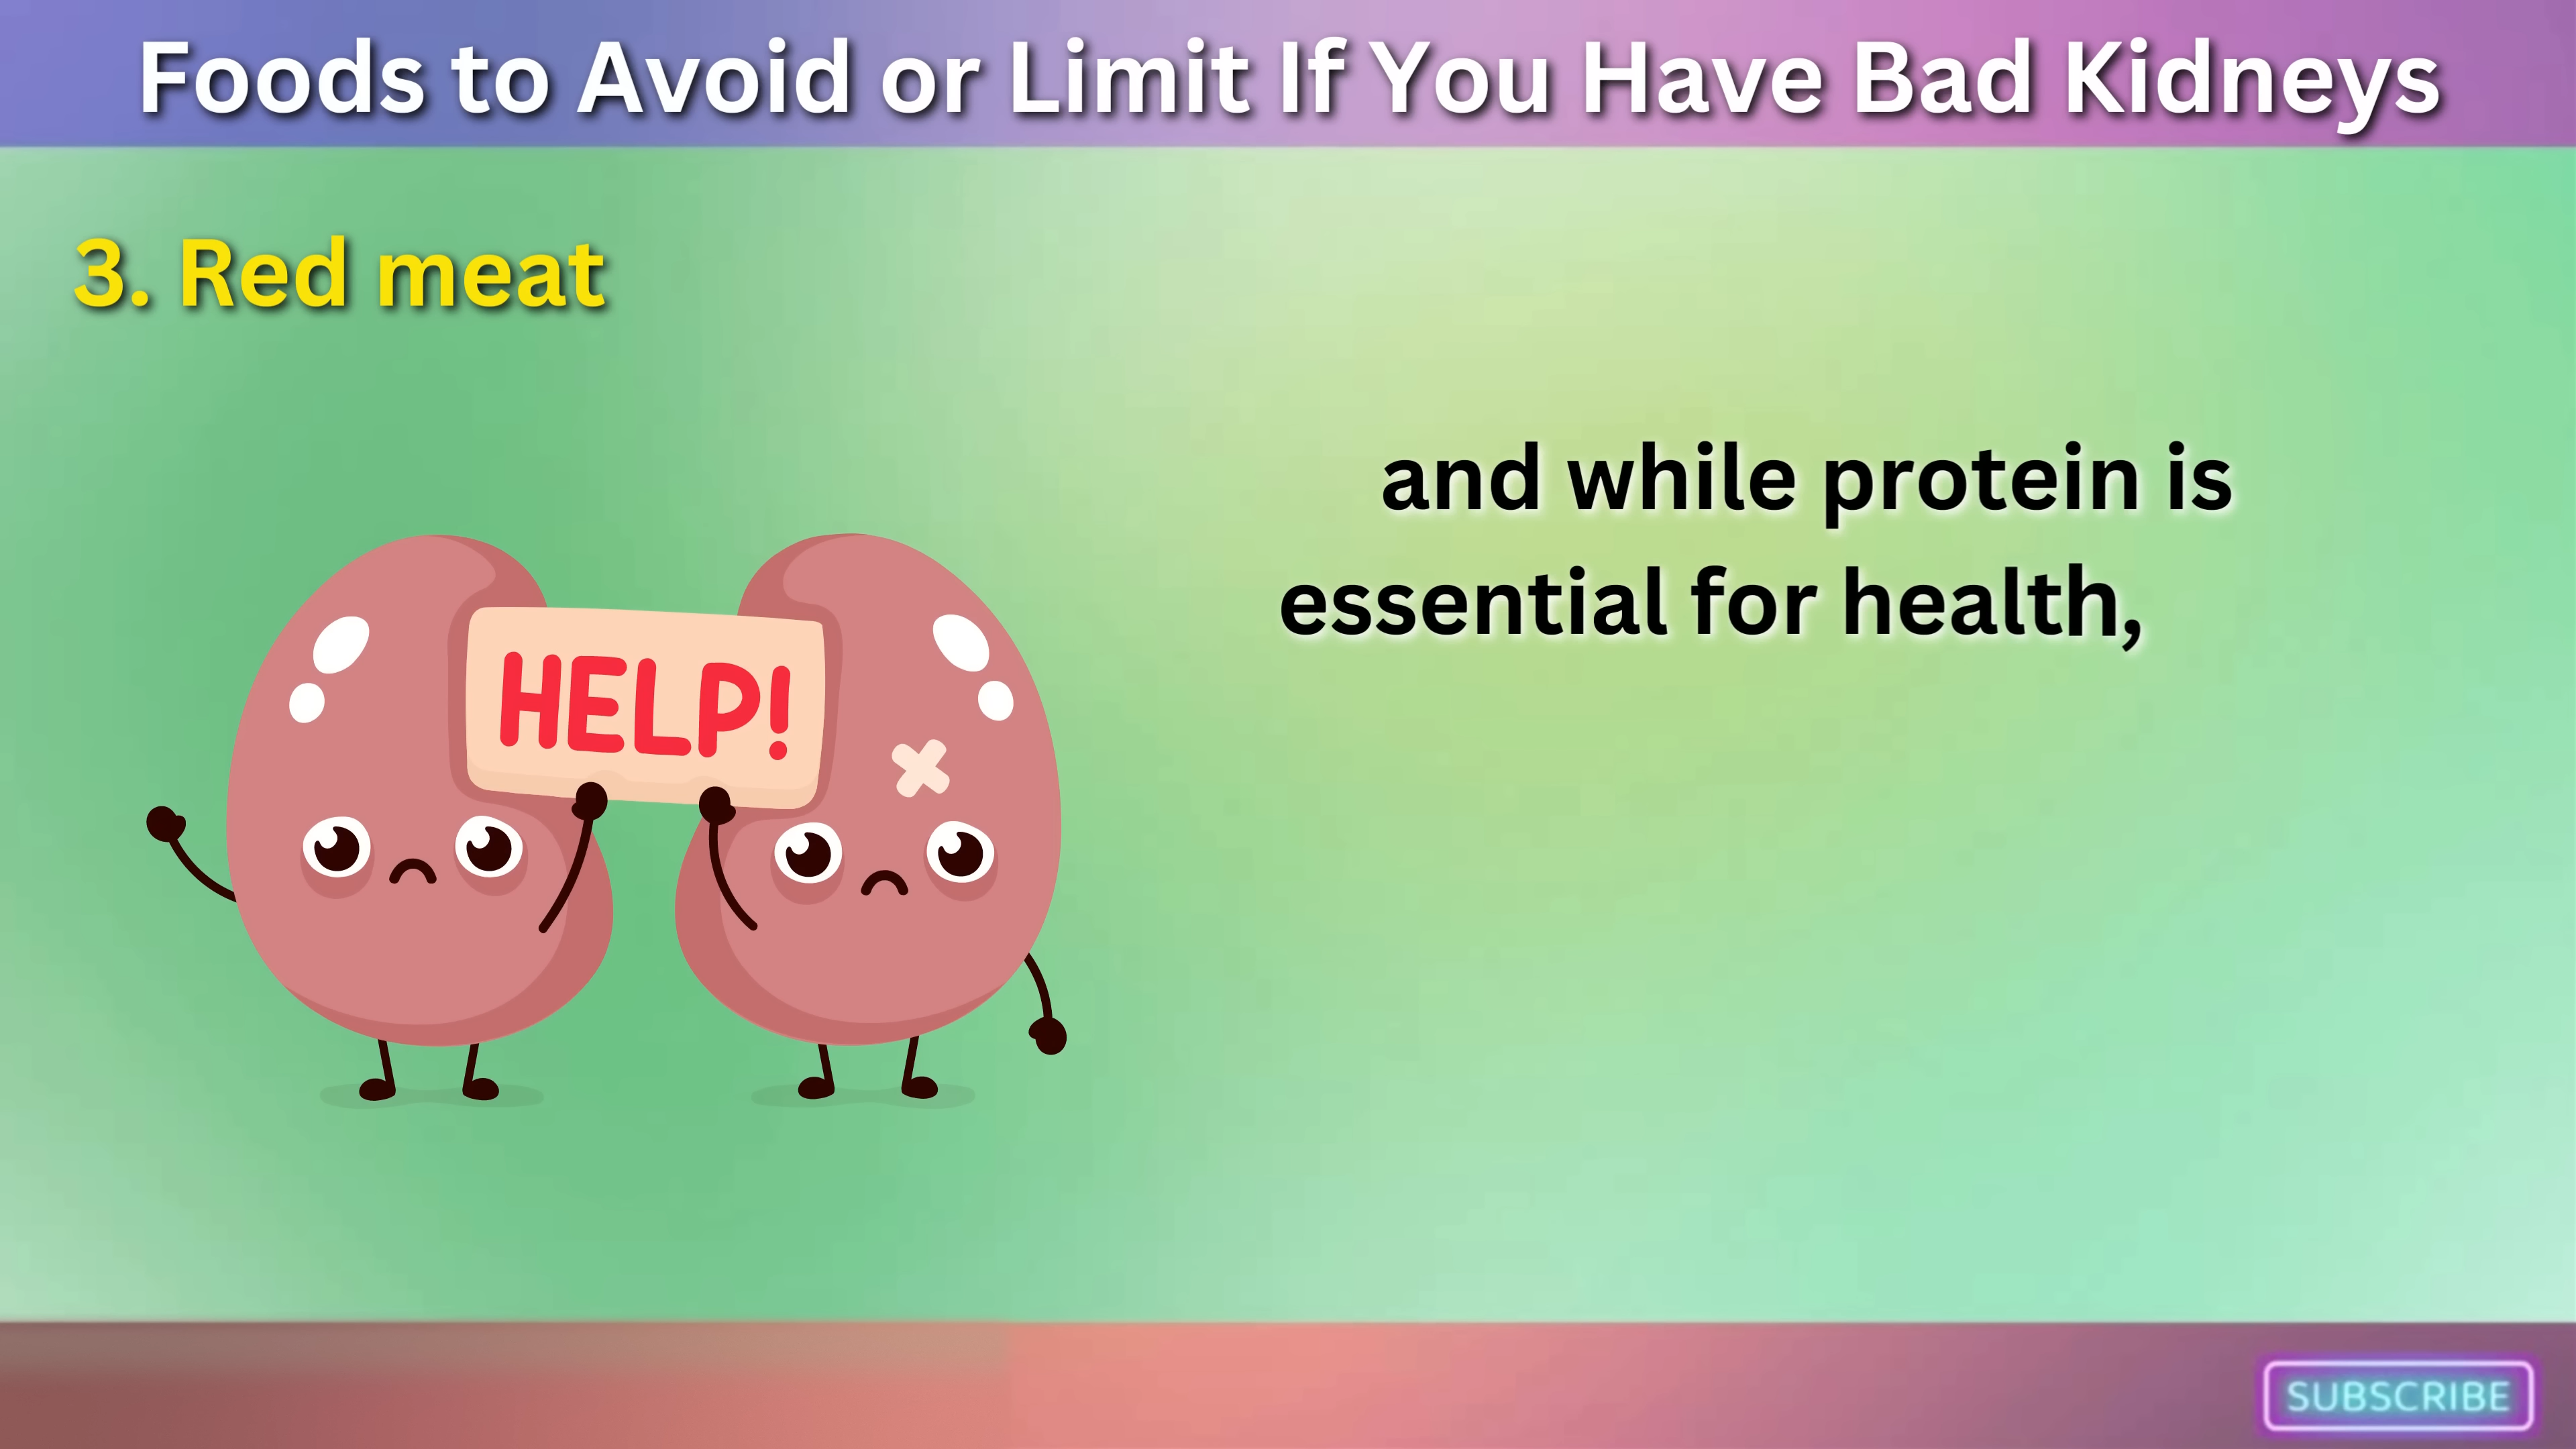 Foods to Avoid or Limit If You Have Bad Kidneys
3. Red meat
and while protein is
essential for health,
HELP!
SUBSCRIBE